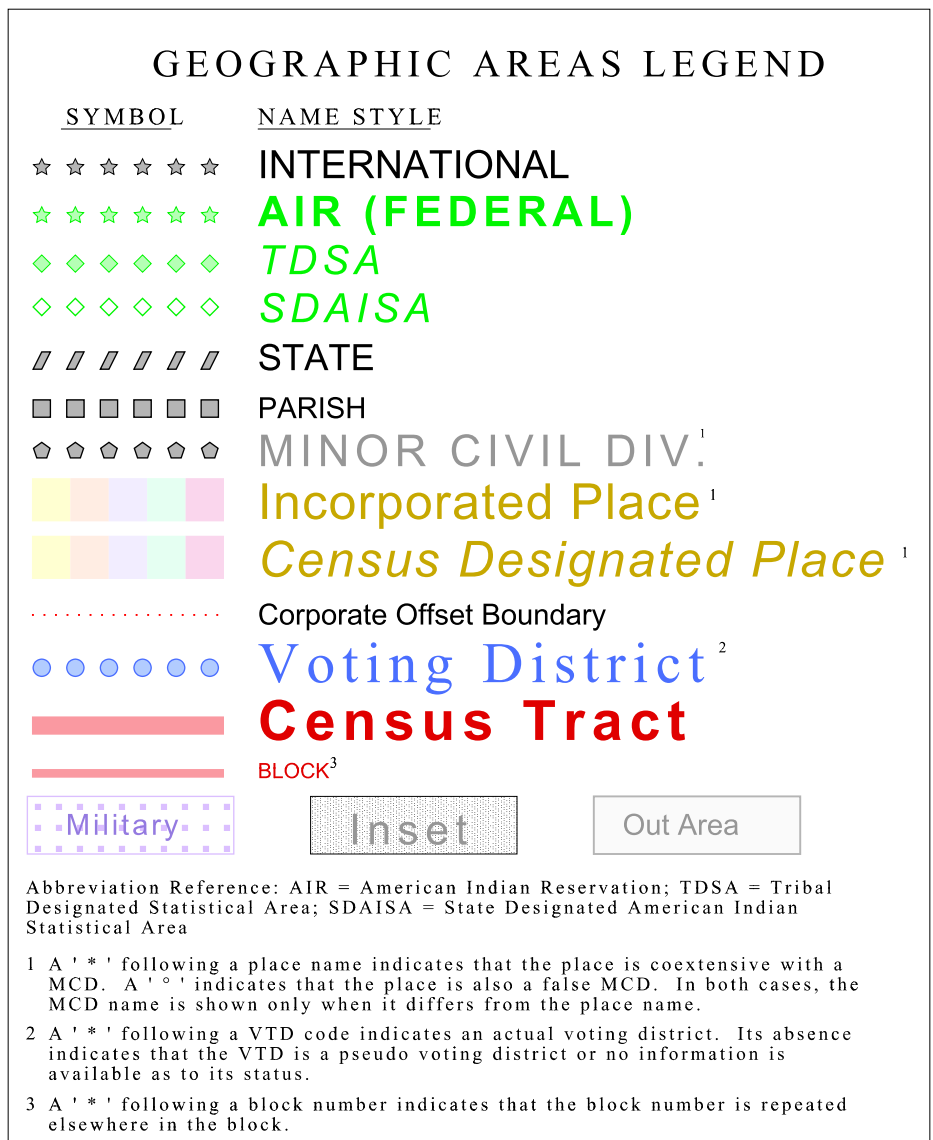 GEOGRAPHIC AREAS LEGEND
SYMBOL NAME STYLE
INTERNATIONAL
AIR (FEDERAL)
TDSA
SDAISA
STATE
PARISH
MINOR CIVIL DIV. 1
Incorporated Place 1
Census Designated Place 1
Corporate Offset Boundary
Voting District 2
Census Tract
BLOCK 3
Military Inset Out Area
Abbreviation Reference: AIR = American Indian Reservation; TDSA = Tribal
Designated Statistical Area; SDAISA = State Designated American Indian
Statistical Area
1 A ' * ' following a place name indicates that the place is coextensive with a
MCD. A ' ° ' indicates that the place is also a false MCD. In both cases, the
MCD name is shown only when it differs from the place name.
2 A ' * ' following a VTD code indicates an actual voting district. Its absence
indicates that the VTD is a pseudo voting district or no information is
available as to its status.
3 A ' * ' following a block number indicates that the block number is repeated
elsewhere in the block.